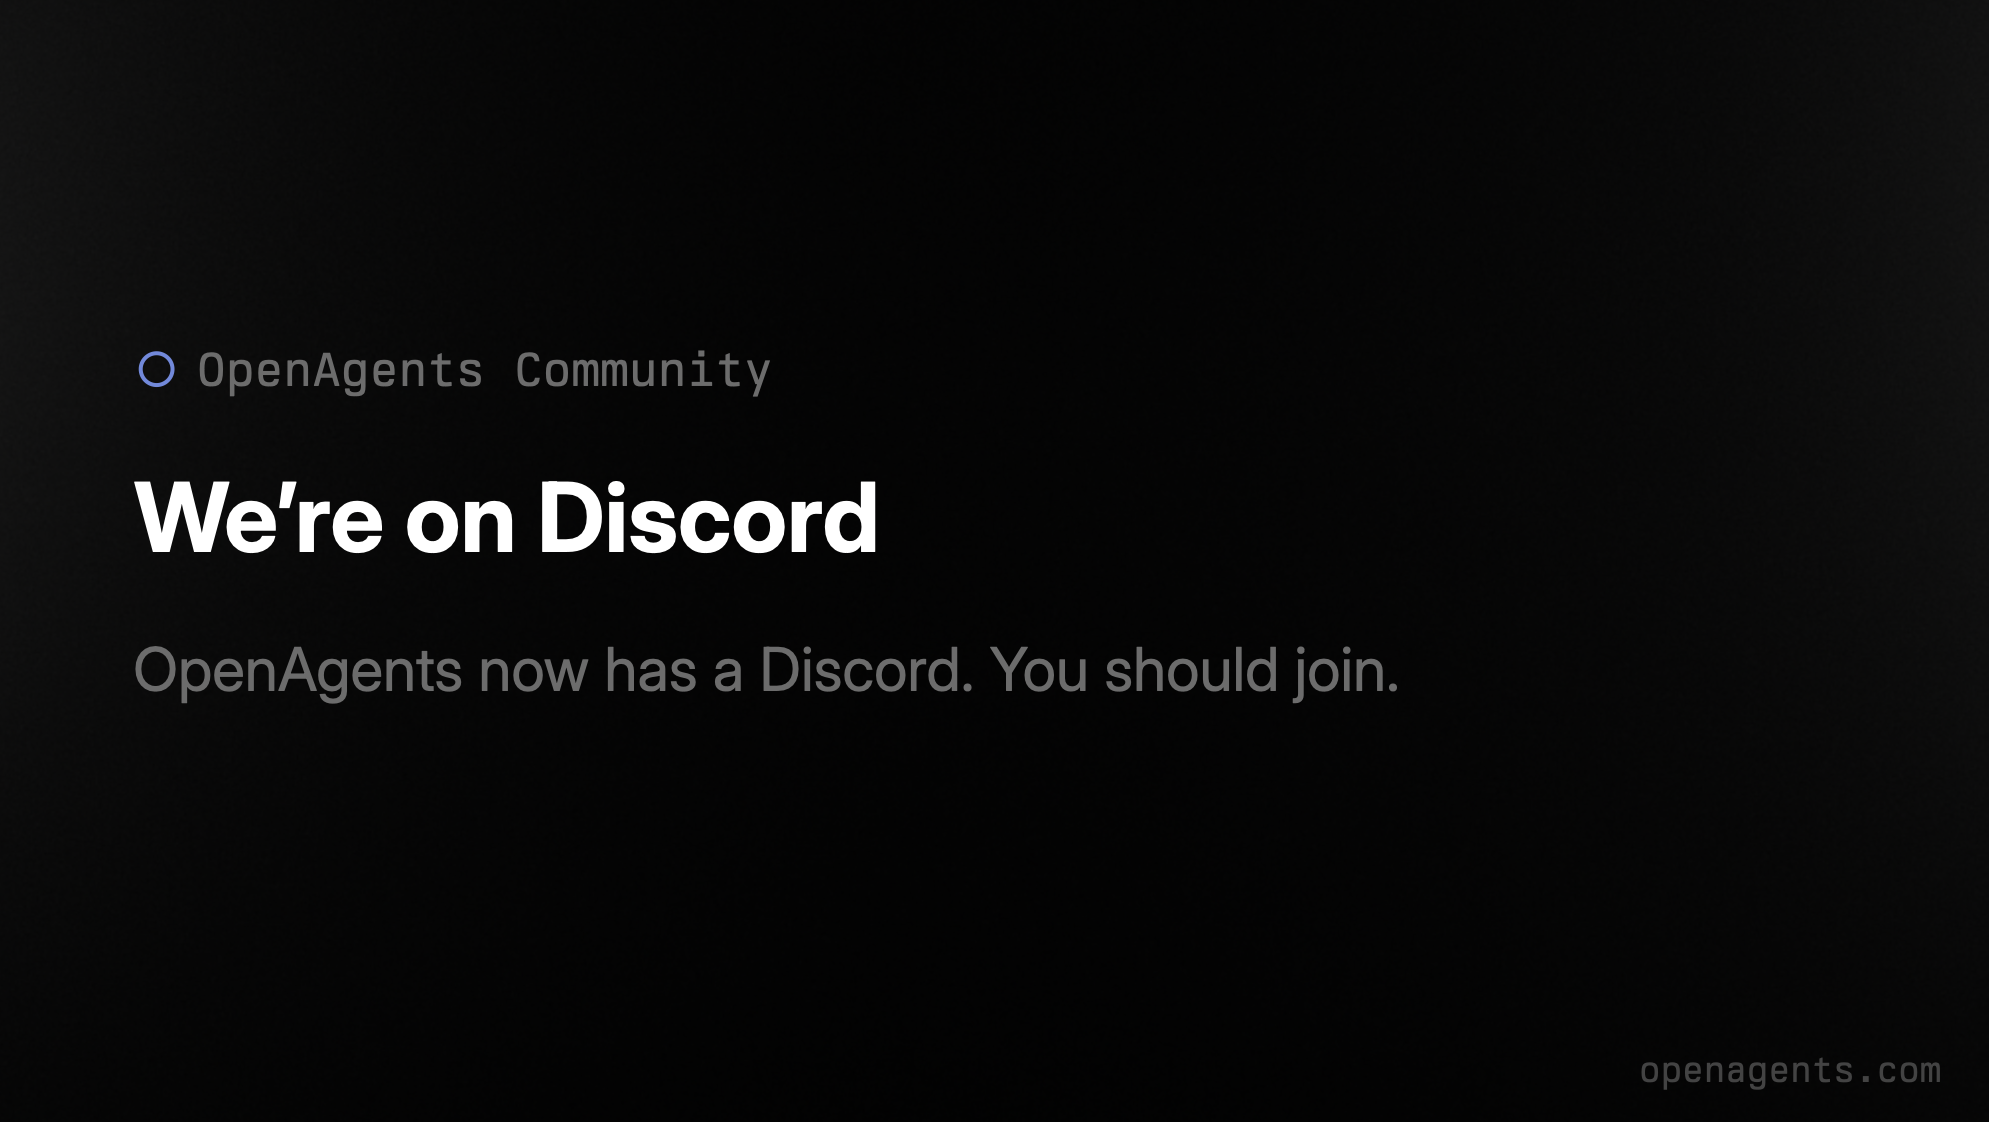 OpenAgents Community
We’re on Discord
OpenAgents now has a Discord. You should join.
openagents.com